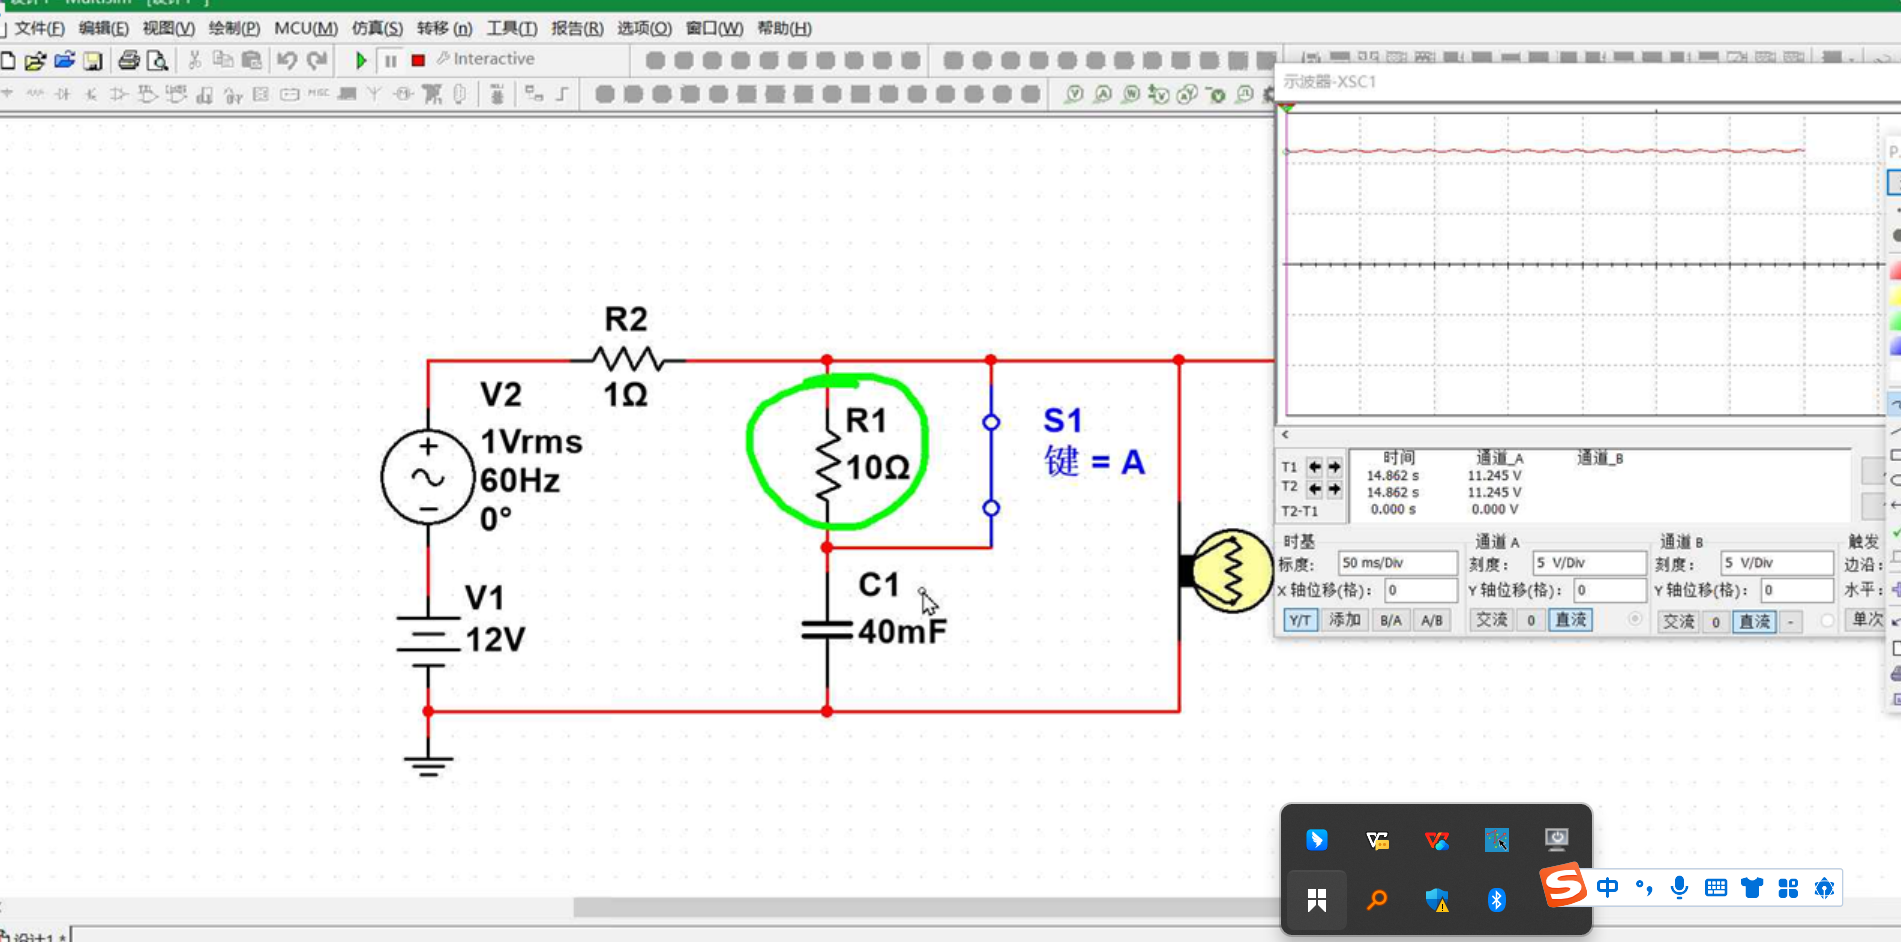 文件(F) 编辑(E) 视图(V) 绘制(P) MCU(M) 仿真(S) 转移 (n) 工具(T) 报告(R) 选项(O) 窗口(W) 帮助(H)
Interactive
示波器-XSC1
R2
1Ω
V2
1Vrms
60Hz
0°
R1
10Ω
S1
键 = A
C1
40mF
V1
12V
时间 通道_A 通道_B
T1 14.862 s 11.245 V
T2 14.862 s 11.245 V
T2-T1 0.000 s 0.000 V
时基 通道 A 通道 B 触发
标度: 50 ms/Div 刻度: 5 V/Div 刻度: 5 V/Div 边沿:
X 轴位移(格): 0 Y 轴位移(格): 0 Y 轴位移(格): 0 水平:
Y/T 添加 B/A A/B 交流 0 直流 交流 0 直流 - 单次
中
设计1 *